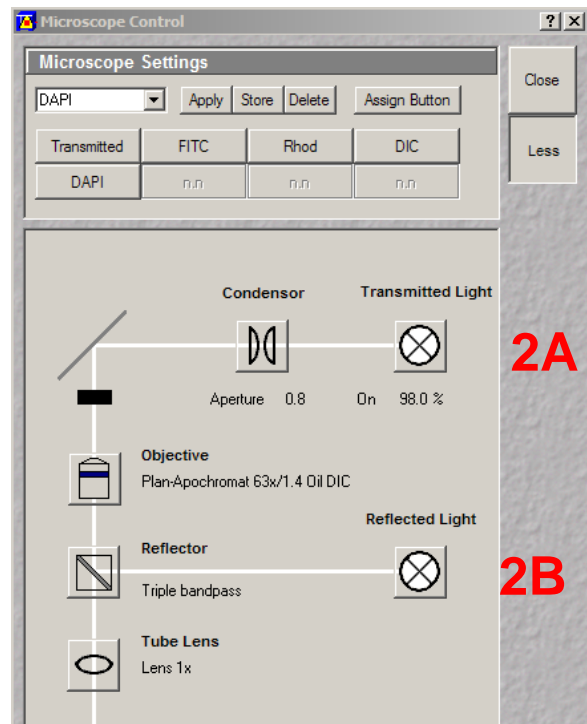 Microscope Control
Microscope Settings
DAPI Apply Store Delete Assign Button
Close
Transmitted FITC Rhod DIC
Less
DAPI n.n n.n n.n
Condensor Transmitted Light
2A
Aperture 0.8 On 98.0 %
Objective
Plan-Apochromat 63x/1.4 Oil DIC
Reflected Light
Reflector
2B
Triple bandpass
Tube Lens
Lens 1x